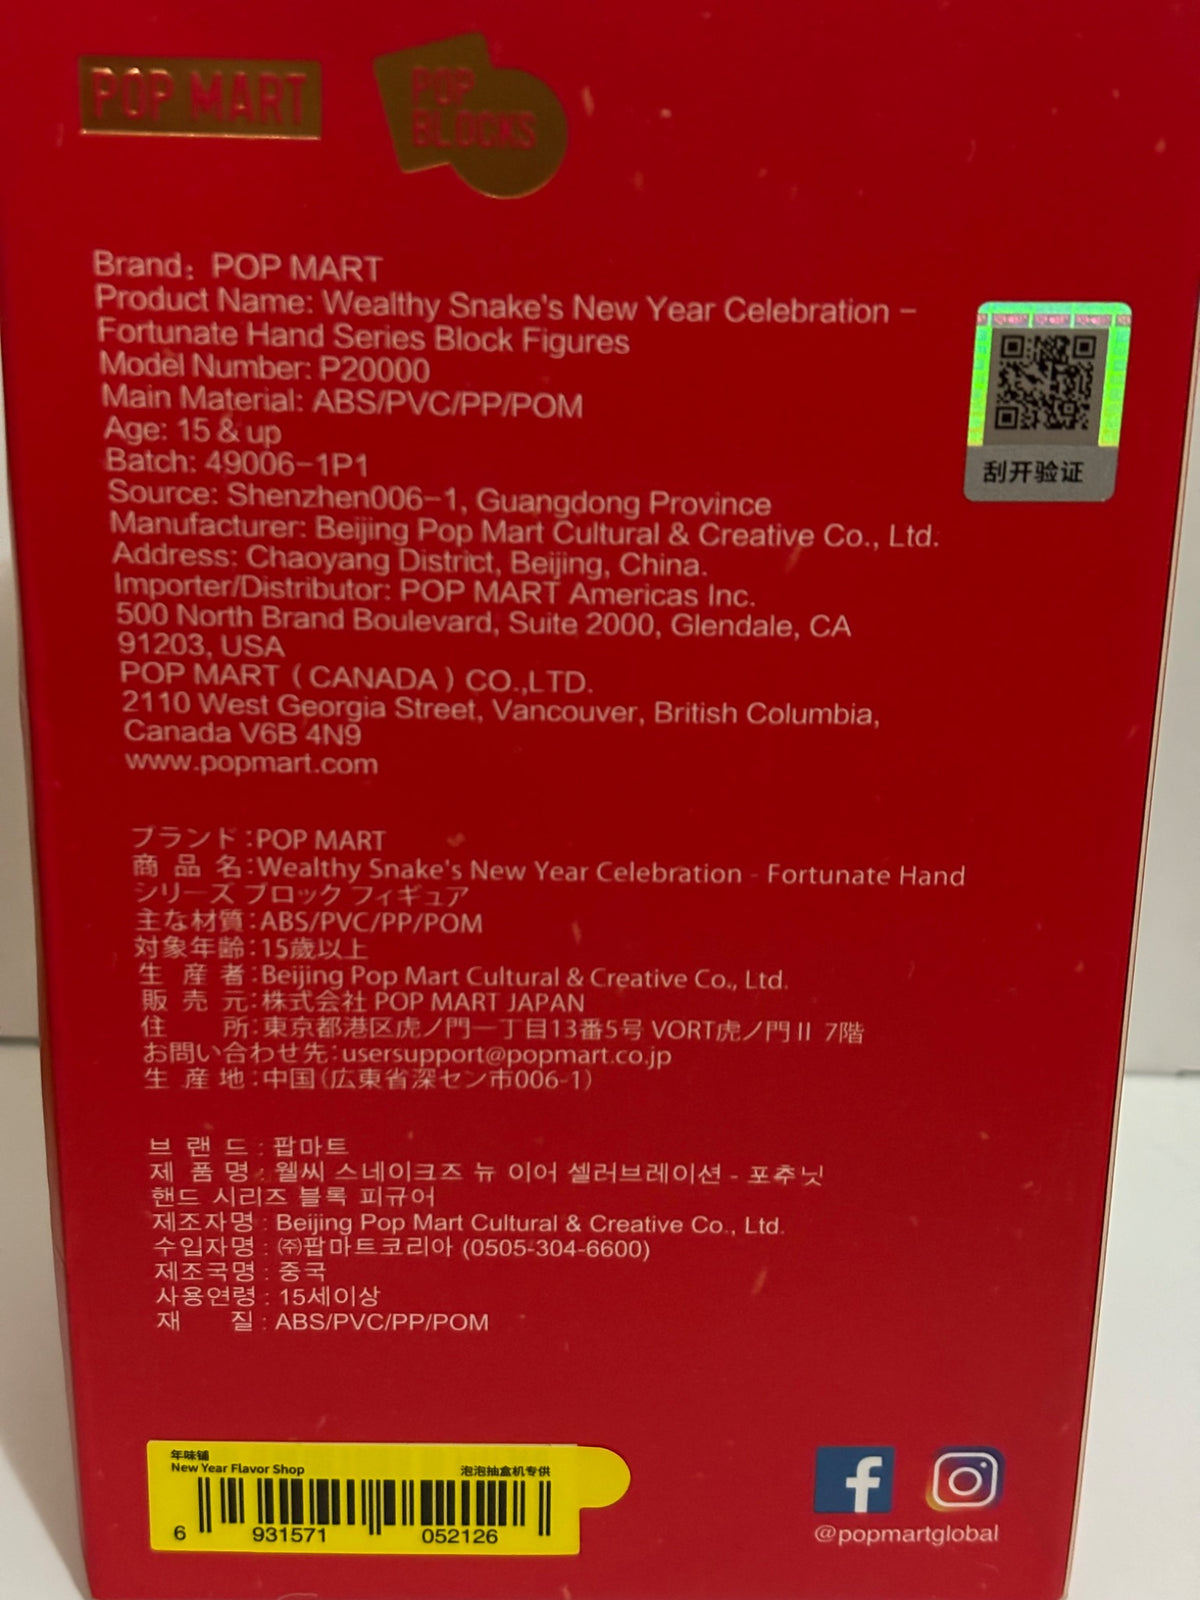 POP MART
POP
BLOCKS
Brand: POP MART
Product Name: Wealthy Snake's New Year Celebration –
Fortunate Hand Series Block Figures
Model Number: P20000
Main Material: ABS/PVC/PP/POM
Age: 15 & up
Batch: 49006-1P1
Source: Shenzhen006-1, Guangdong Province
Manufacturer: Beijing Pop Mart Cultural & Creative Co., Ltd.
Address: Chaoyang District, Beijing, China.
Importer/Distributor: POP MART Americas Inc.
500 North Brand Boulevard, Suite 2000, Glendale, CA
91203, USA
POP MART (CANADA) CO.,LTD.
2110 West Georgia Street, Vancouver, British Columbia,
Canada V6B 4N9
www.popmart.com
刮开验证
ブランド:POP MART
商 品 名:Wealthy Snake's New Year Celebration - Fortunate Hand
シリーズ ブロック フィギュア
主な材質:ABS/PVC/PP/POM
対象年齢:15歳以上
生 産 者:Beijing Pop Mart Cultural & Creative Co., Ltd.
販 売 元:株式会社 POP MART JAPAN
住 所:東京都港区虎ノ門一丁目13番5号 VORT虎ノ門 II 7階
お問い合わせ先:usersupport@popmart.co.jp
生 産 地:中国(広東省深セン市006-1)
브 랜 드 : 팝마트
제 품 명 : 웰씨 스네이크즈 뉴 이어 셀러브레이션 - 포추닛
핸드 시리즈 블록 피규어
제조자명 : Beijing Pop Mart Cultural & Creative Co., Ltd.
수입자명 : ㈜팝마트코리아 (0505-304-6600)
제조국명 : 중국
사용연령 : 15세이상
재 질 : ABS/PVC/PP/POM
年味铺
New Year Flavor Shop
泡泡抽盒机专供
6 931571 052126
@popmartglobal